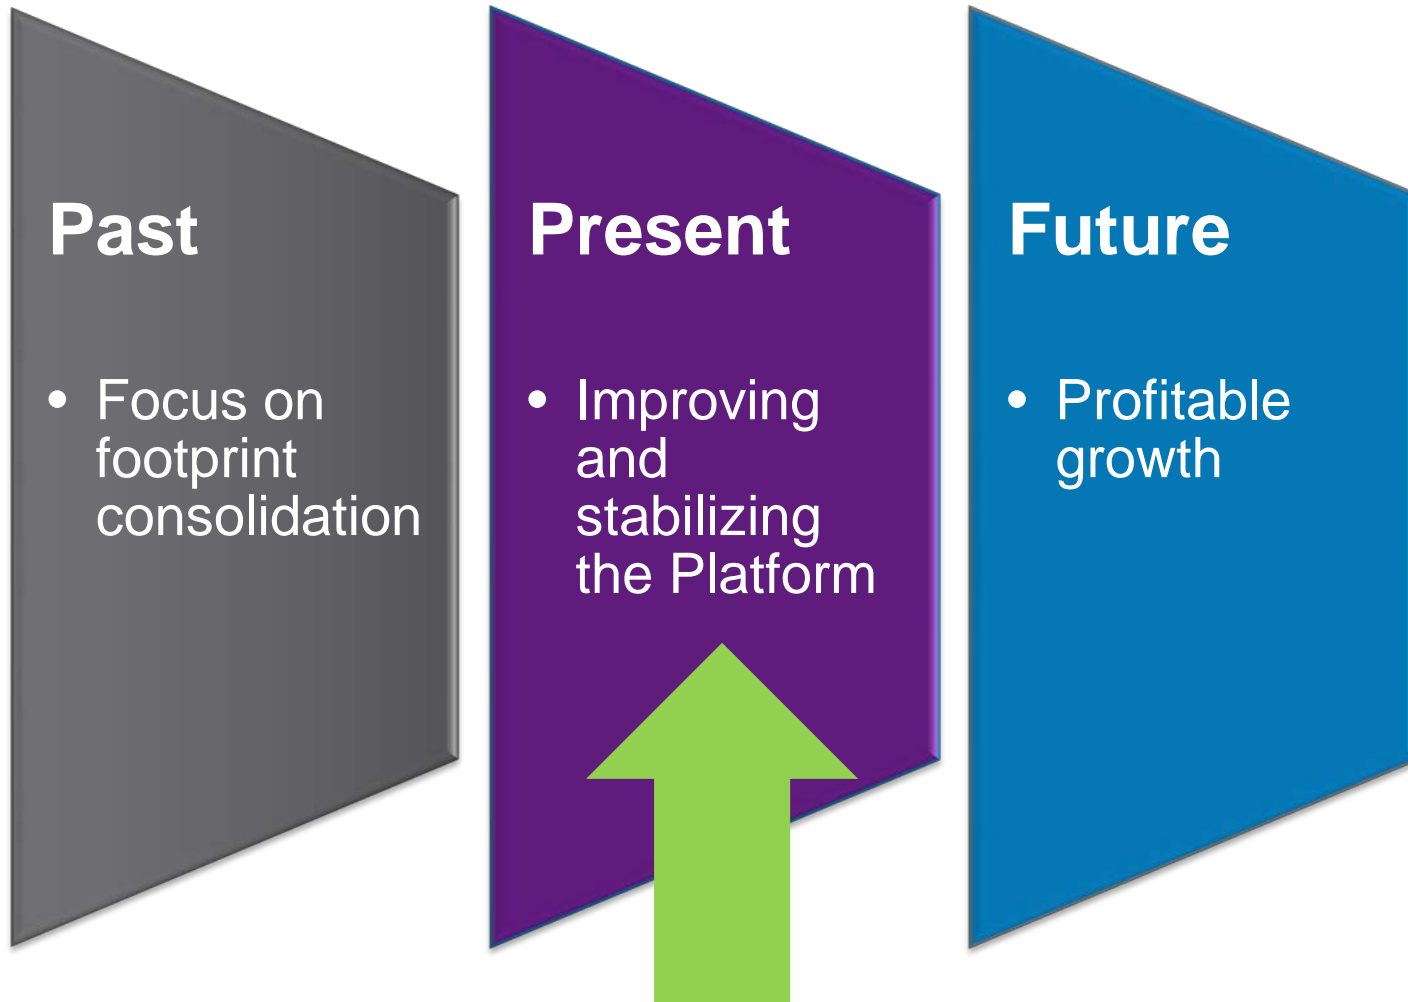 Past
• Focus on
footprint
consolidation
Present
• Improving
and
stabilizing
the Platform
Future
• Profitable
growth